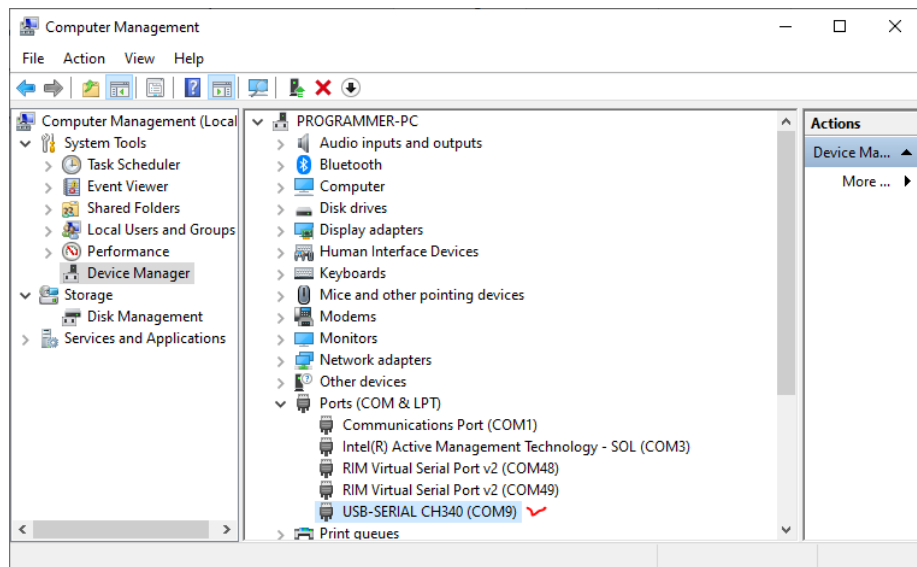 Computer Management
File Action View Help
Computer Management (Local
System Tools
Task Scheduler
Event Viewer
Shared Folders
Local Users and Groups
Performance
Device Manager
Storage
Disk Management
Services and Applications
PROGRAMMER-PC
Audio inputs and outputs
Bluetooth
Computer
Disk drives
Display adapters
Human Interface Devices
Keyboards
Mice and other pointing devices
Modems
Monitors
Network adapters
Other devices
Ports (COM & LPT)
Communications Port (COM1)
Intel(R) Active Management Technology - SOL (COM3)
RIM Virtual Serial Port v2 (COM48)
RIM Virtual Serial Port v2 (COM49)
USB-SERIAL CH340 (COM9)
Print queues
Actions
Device Ma...
More ...